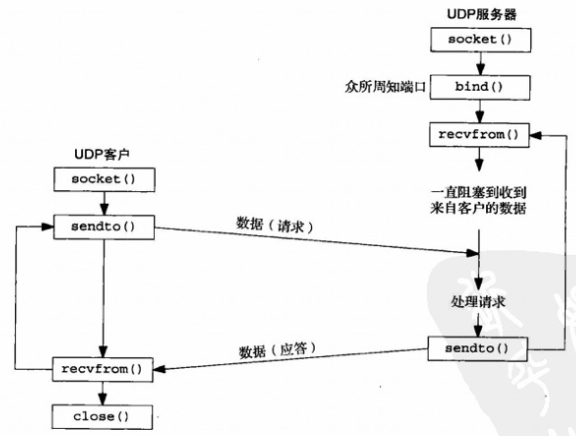 UDP服务器
socket()
众所周知端口
bind()
recvfrom()
一直阻塞到收到
来自客户的数据
处理请求
sendto()
UDP客户
socket()
sendto()
数据（请求）
数据（应答）
recvfrom()
close()